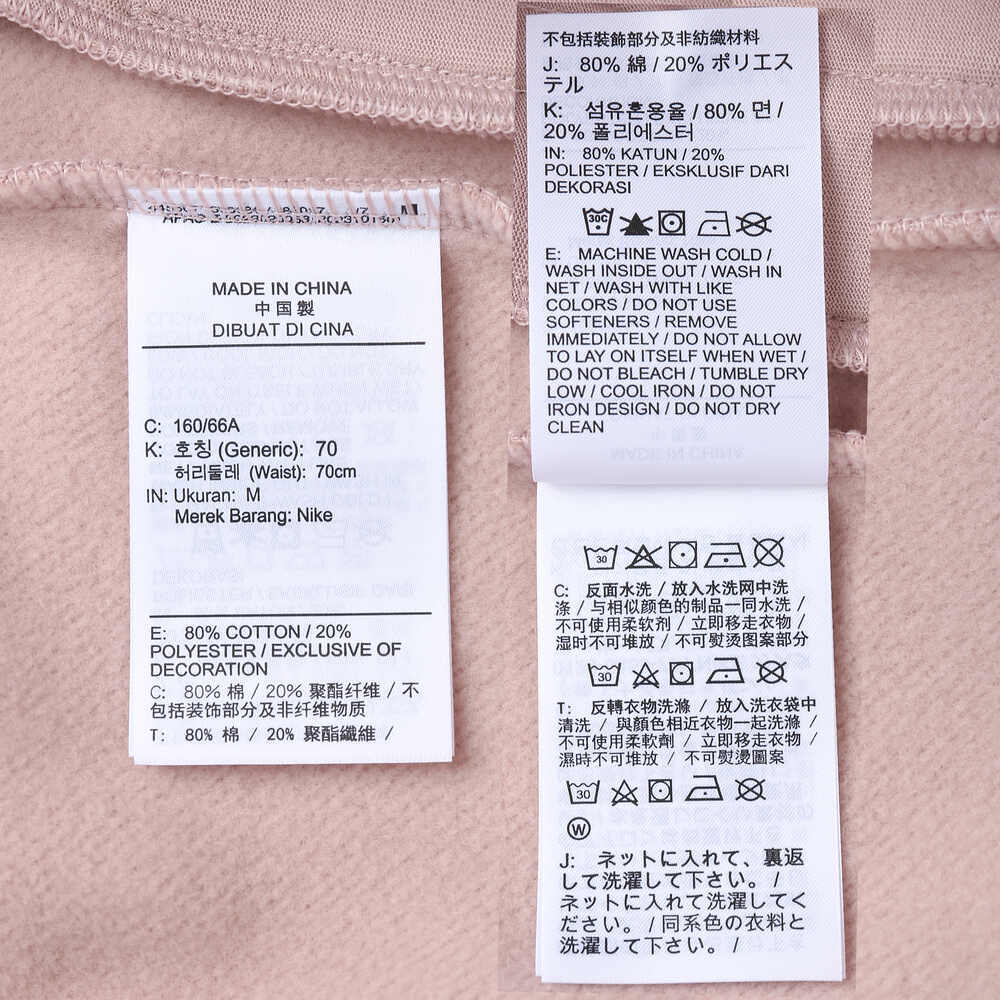 MADE IN CHINA
中国製
DIBUAT DI CINA
C: 160/66A
K: 호칭 (Generic): 70
허리둘레 (Waist): 70cm
IN: Ukuran: M
Merek Barang: Nike
E: 80% COTTON / 20%
POLYESTER / EXCLUSIVE OF
DECORATION
C: 80% 棉 / 20% 聚酯纤维 / 不
包括装饰部分及非纤维物质
T: 80% 棉 / 20% 聚酯纖維 /
不包括裝飾部分及非紡織材料
J: 80% 綿 / 20% ポリエス
テル
K: 섬유혼용율 / 80% 면 /
20% 폴리에스터
IN: 80% KATUN / 20%
POLIESTER / EKSKLUSIF DARI
DEKORASI
30C
E: MACHINE WASH COLD /
WASH INSIDE OUT / WASH IN
NET / WASH WITH LIKE
COLORS / DO NOT USE
SOFTENERS / REMOVE
IMMEDIATELY / DO NOT ALLOW
TO LAY ON ITSELF WHEN WET /
DO NOT BLEACH / TUMBLE DRY
LOW / COOL IRON / DO NOT
IRON DESIGN / DO NOT DRY
CLEAN
30
C: 反面水洗 / 放入水洗网中洗
涤 / 与相似颜色的制品一同水洗 /
不可使用柔软剂 / 立即移走衣物 /
湿时不可堆放 / 不可熨烫图案部分
30
T: 反轉衣物洗滌 / 放入洗衣袋中
清洗 / 與顏色相近衣物一起洗滌 /
不可使用柔軟劑 / 立即移走衣物 /
濕時不可堆放 / 不可熨燙圖案
30
W
J: ネットに入れて、裏返
して洗濯して下さい。 /
ネットに入れて洗濯してく
ださい。 / 同系色の衣料と
洗濯して下さい。 /